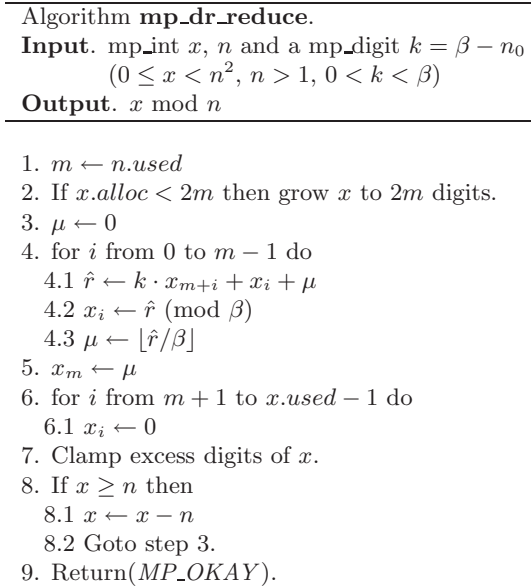 Algorithm mp_dr_reduce.
Input. mp_int x, n and a mp_digit k = β − n₀
(0 ≤ x < n², n > 1, 0 < k < β)
Output. x mod n
1. m ← n.used
2. If x.alloc < 2m then grow x to 2m digits.
3. μ ← 0
4. for i from 0 to m − 1 do
4.1 r̂ ← k · xₘ₊ᵢ + xᵢ + μ
4.2 xᵢ ← r̂ (mod β)
4.3 μ ← ⌊r̂/β⌋
5. xₘ ← μ
6. for i from m + 1 to x.used − 1 do
6.1 xᵢ ← 0
7. Clamp excess digits of x.
8. If x ≥ n then
8.1 x ← x − n
8.2 Goto step 3.
9. Return(MP_OKAY).